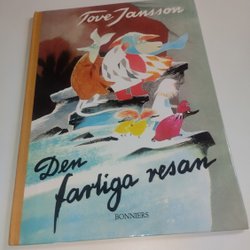 Tove Jansson
Den
farliga resan
BONNIERS